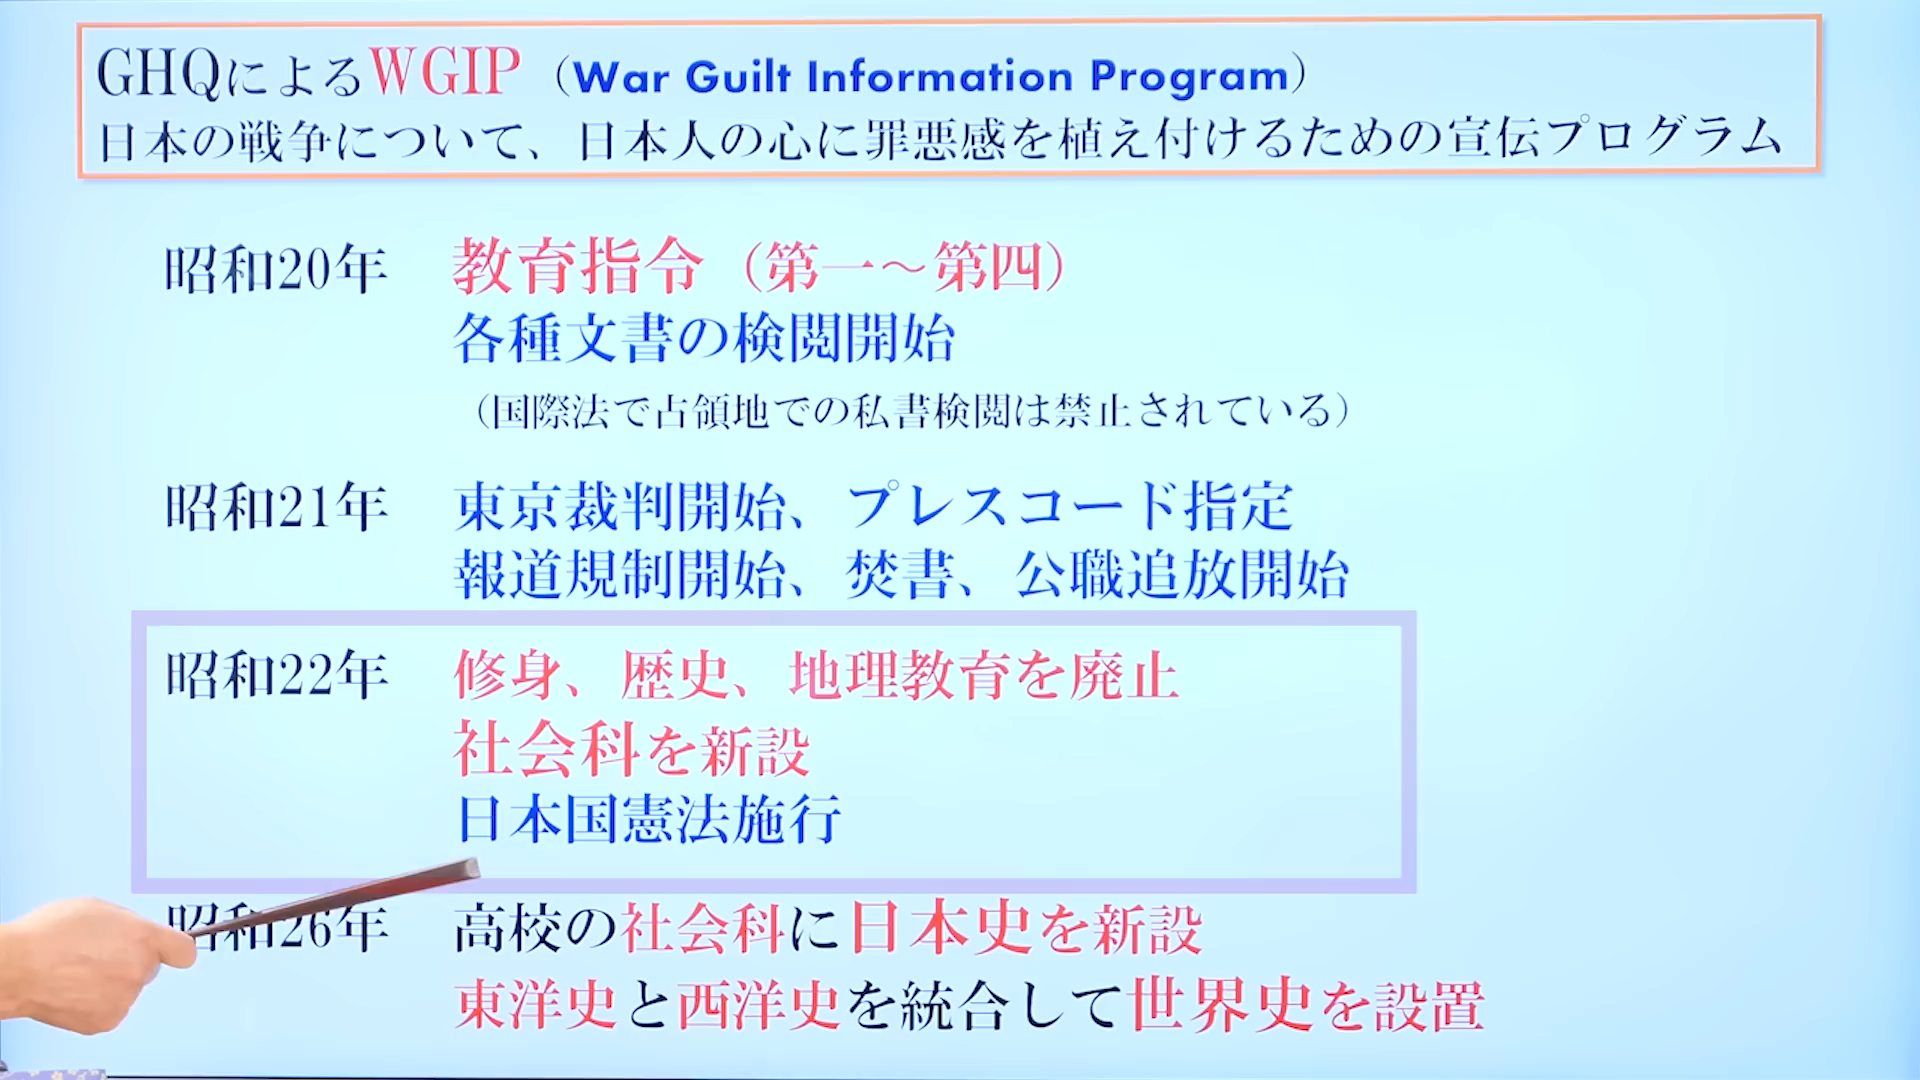 GHQによるWGIP（War Guilt Information Program）
日本の戦争について、日本人の心に罪悪感を植え付けるための宣伝プログラム
昭和20年 教育指令（第一～第四）
各種文書の検閲開始
（国際法で占領地での私書検閲は禁止されている）
昭和21年 東京裁判開始、プレスコード指定
報道規制開始、焚書、公職追放開始
昭和22年 修身、歴史、地理教育を廃止
社会科を新設
日本国憲法施行
昭和26年 高校の社会科に日本史を新設
東洋史と西洋史を統合して世界史を設置